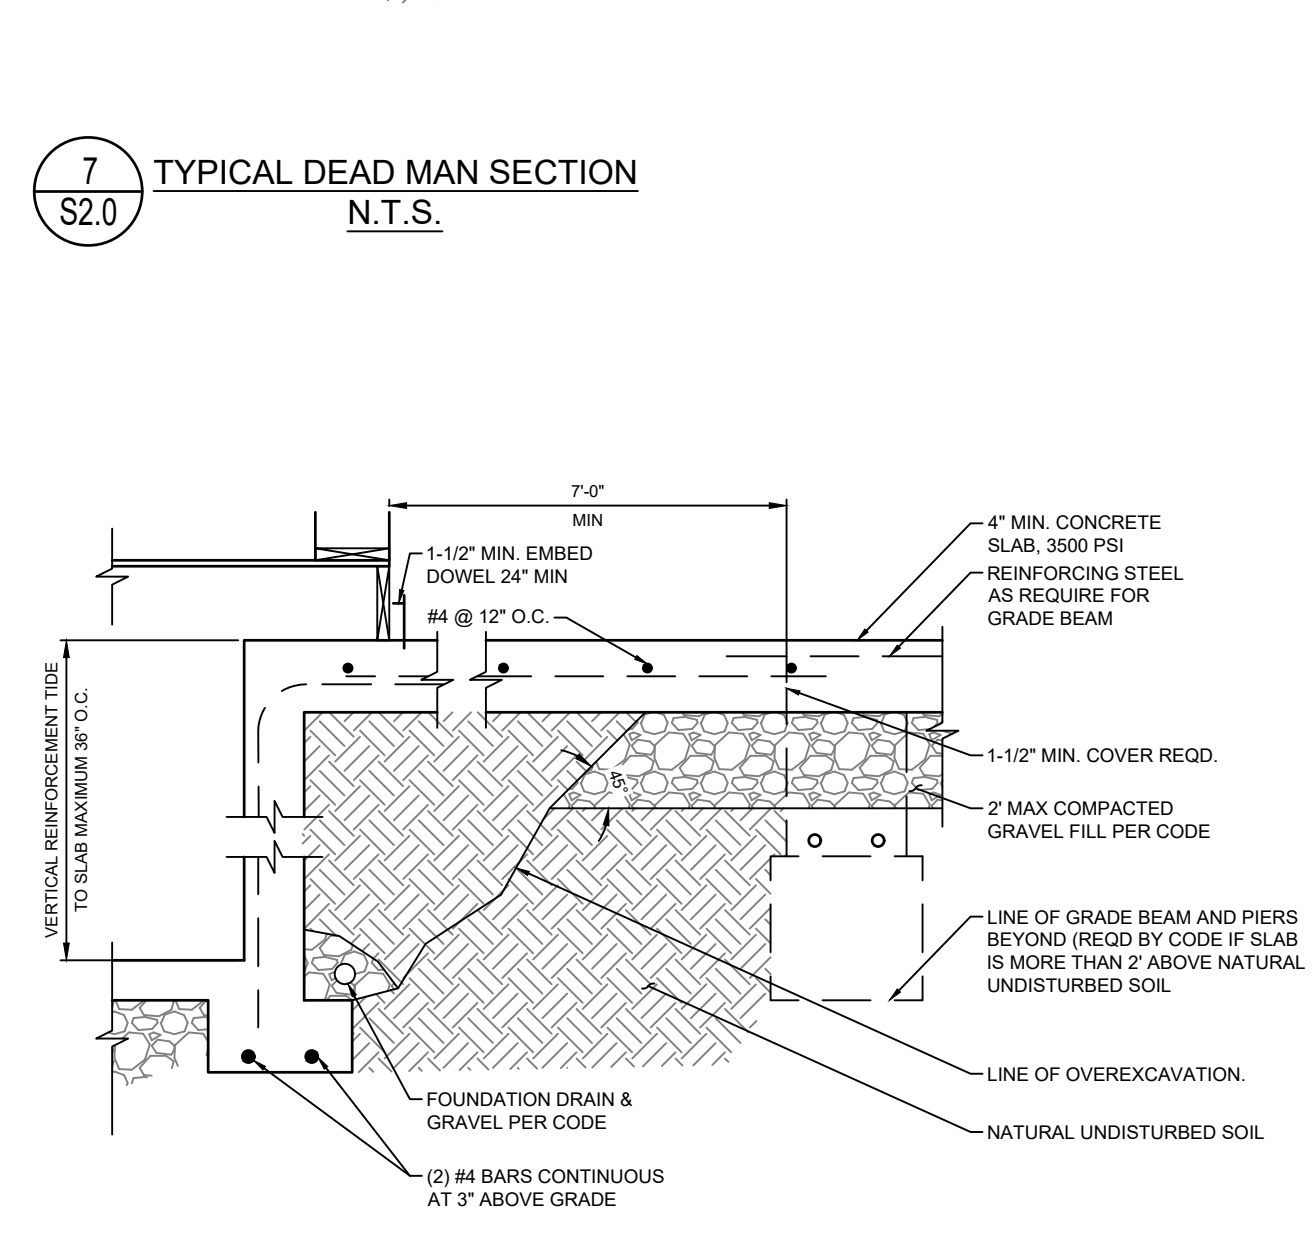 7
S2.0
TYPICAL DEAD MAN SECTION
N.T.S.
7'-0"
MIN
1-1/2" MIN. EMBED
DOWEL 24" MIN
#4 @ 12" O.C.
4" MIN. CONCRETE
SLAB, 3500 PSI
REINFORCING STEEL
AS REQUIRE FOR
GRADE BEAM
VERTICAL REINFORCEMENT TIDE
TO SLAB MAXIMUM 36" O.C.
45°
1-1/2" MIN. COVER REQD.
2' MAX COMPACTED
GRAVEL FILL PER CODE
LINE OF GRADE BEAM AND PIERS
BEYOND (REQD BY CODE IF SLAB
IS MORE THAN 2' ABOVE NATURAL
UNDISTURBED SOIL
LINE OF OVEREXCAVATION.
NATURAL UNDISTURBED SOIL
FOUNDATION DRAIN &
GRAVEL PER CODE
(2) #4 BARS CONTINUOUS
AT 3" ABOVE GRADE